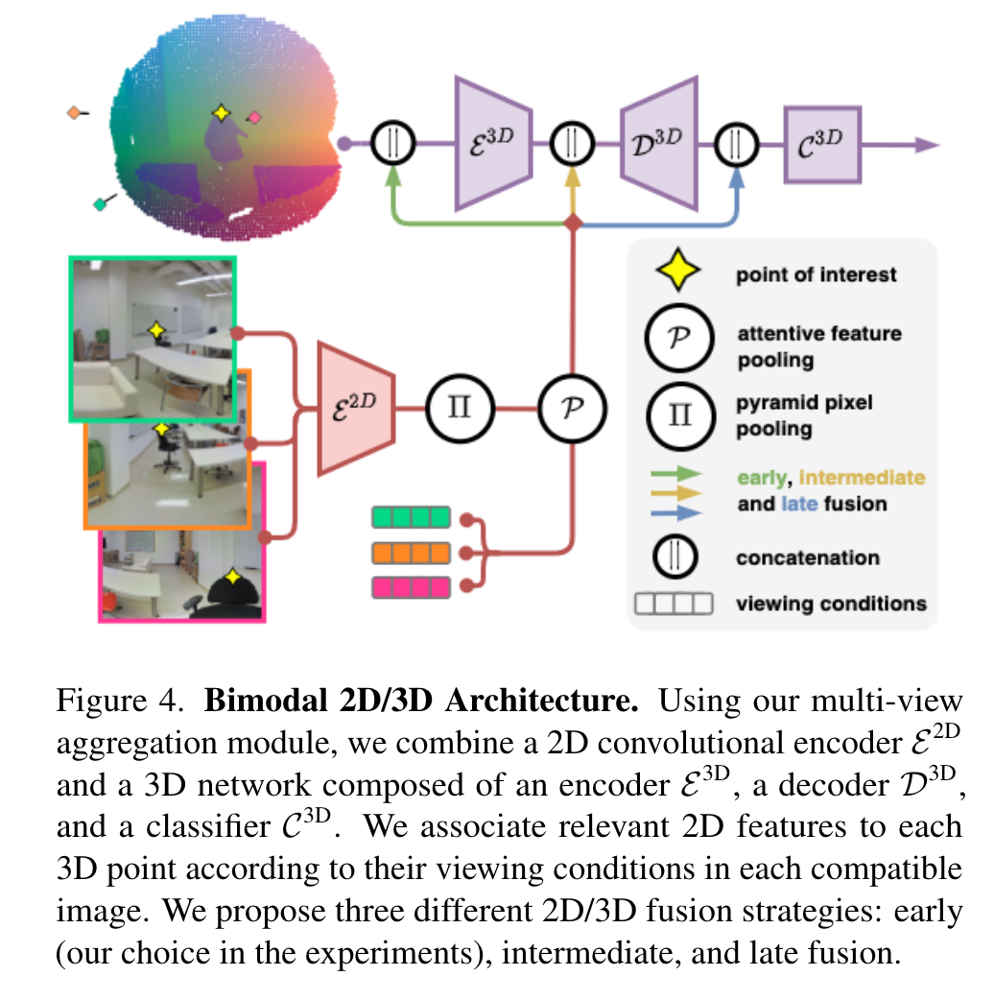 ||
ℰ3D
||
𝒟3D
||
𝒞3D
ℰ2D
Π
𝒫
point of interest
𝒫
attentive feature
pooling
Π
pyramid pixel
pooling
early, intermediate
and late fusion
||
concatenation
viewing conditions
Figure 4. Bimodal 2D/3D Architecture. Using our multi-view
aggregation module, we combine a 2D convolutional encoder ℰ2D
and a 3D network composed of an encoder ℰ3D, a decoder 𝒟3D,
and a classifier 𝒞3D. We associate relevant 2D features to each
3D point according to their viewing conditions in each compatible
image. We propose three different 2D/3D fusion strategies: early
(our choice in the experiments), intermediate, and late fusion.